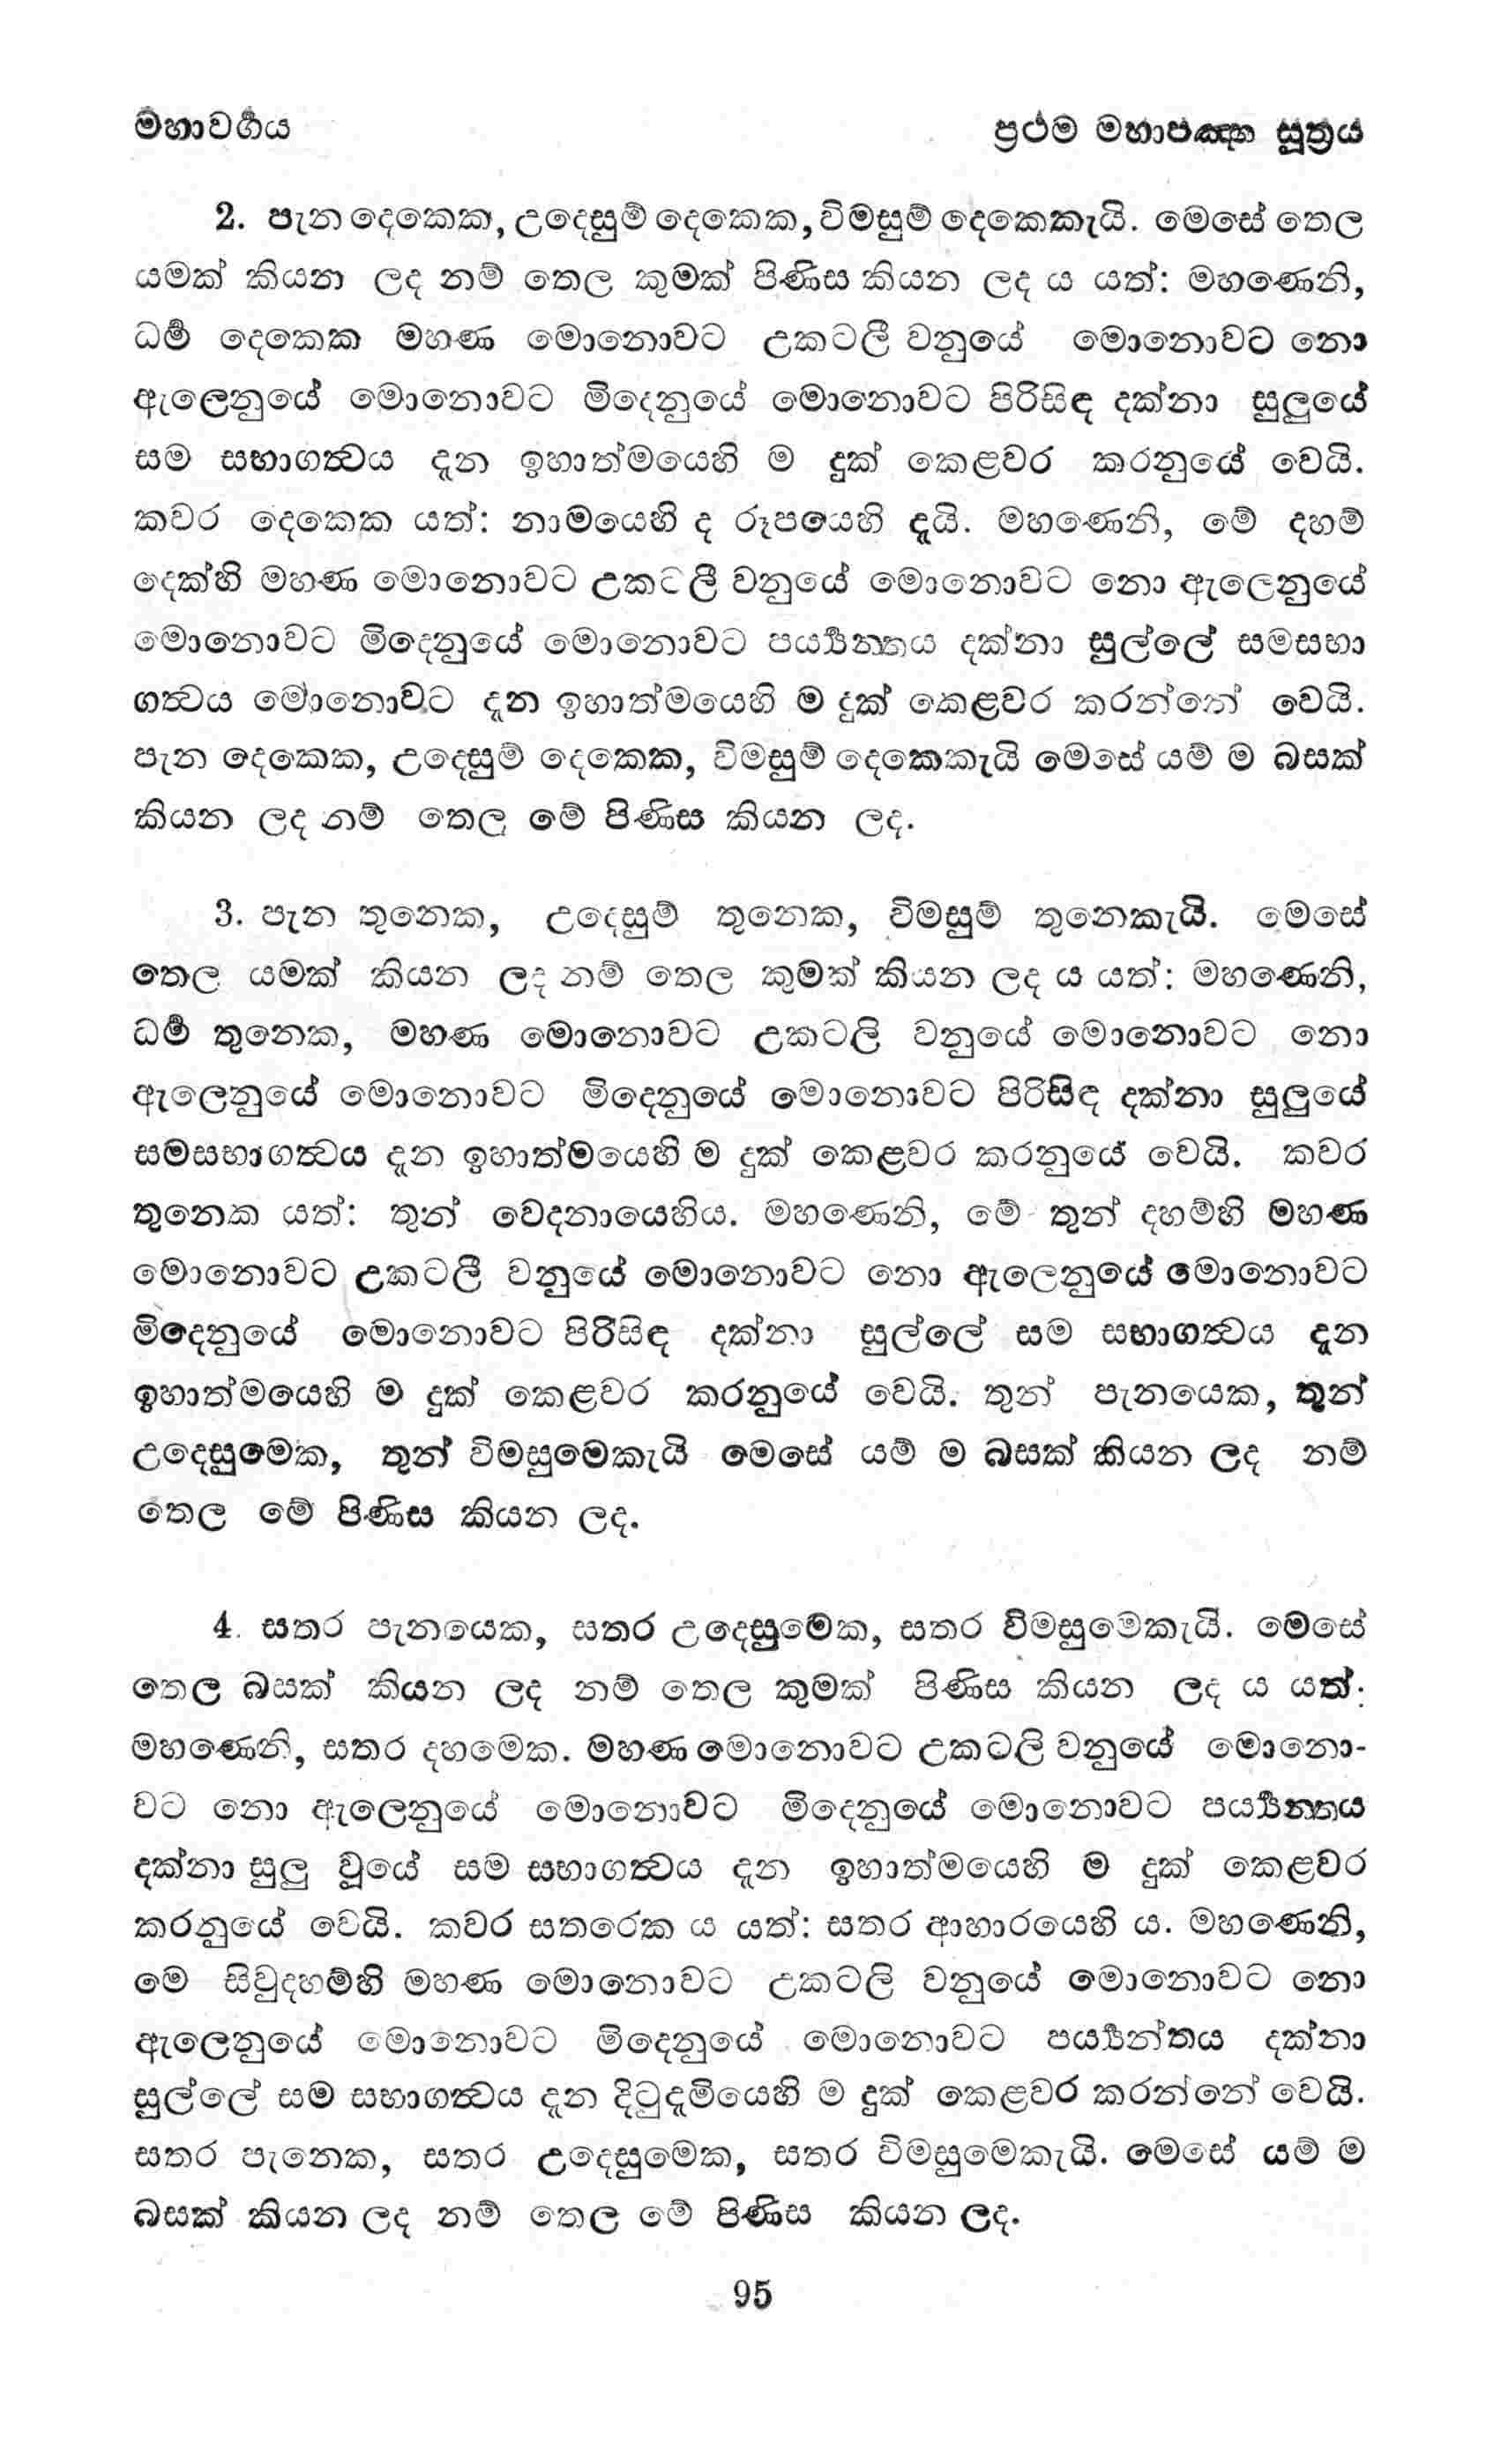 මහාවර්‍ගය
ප්‍රථම මහාපඤ්හ සූත්‍රය
2. පැන දෙකෙක, උදෙසුම් දෙකෙක, විමසුම් දෙකෙකැයි. මෙසේ තෙල
යමක් කියන ලද නම් තෙල කුමක් පිණිස කියන ලද ය යත්: මහණෙනි,
ධර්‍ම දෙකෙක මහණ මොනොවට උකටලී වනුයේ මොනොවට නො
ඇලෙනුයේ මොනොවට මිදෙනුයේ මොනොවට පිරිසිඳ දක්නා සුලුයේ
සම සභාගත්‍වය දැන ඉහාත්මයෙහි ම දුක් කෙළවර කරනුයේ වෙයි.
කවර දෙකෙක යත්: නාමයෙහි ද රූපයෙහි දැයි. මහණෙනි, මේ දහම්
දෙක්හි මහණ මොනොවට උකටලී වනුයේ මොනොවට නො ඇලෙනුයේ
මොනොවට මිදෙනුයේ මොනොවට පර්‍ය්‍යන්තය දක්නා සුල්ලේ සමසභා
ගත්‍වය මොනොවට දැන ඉහාත්මයෙහි ම දුක් කෙළවර කරන්නේ වෙයි.
පැන දෙකෙක, උදෙසුම් දෙකෙක, විමසුම් දෙකෙකැයි මෙසේ යම් ම බසක්
කියන ලද නම් තෙල මේ පිණිස කියන ලද.
3. පැන තුනෙක, උදෙසුම් තුනෙක, විමසුම් තුනෙකැයි. මෙසේ
තෙල යමක් කියන ලද නම් තෙල කුමක් කියන ලද ය යත්: මහණෙනි,
ධර්‍ම තුනෙක, මහණ මොනොවට උකටලි වනුයේ මොනොවට නො
ඇලෙනුයේ මොනොවට මිදෙනුයේ මොනොවට පිරිසිඳ දක්නා සුලුයේ
සමසභාගත්‍වය දැන ඉහාත්මයෙහි ම දුක් කෙළවර කරනුයේ වෙයි. කවර
තුනෙක යත්: තුන් වෙදනායෙහිය. මහණෙනි, මේ තුන් දහම්හි මහණ
මොනොවට උකටලී වනුයේ මොනොවට නො ඇලෙනුයේ මොනොවට
මිදෙනුයේ මොනොවට පිරිසිඳ දක්නා සුල්ලේ සම සභාගත්‍වය දැන
ඉහාත්මයෙහි ම දුක් කෙළවර කරනුයේ වෙයි. තුන් පැනයෙක, තුන්
උදෙසුමෙක, තුන් විමසුමෙකැයි මෙසේ යම් ම බසක් කියන ලද නම්
තෙල මේ පිණිස කියන ලද.
4. සතර පැනයෙක, සතර උදෙසුමෙක, සතර විමසුමෙකැයි. මෙසේ
තෙල බසක් කියන ලද නම් තෙල කුමක් පිණිස කියන ලද ය යත්:
මහණෙනි, සතර දහමෙක. මහණ මොනොවට උකටලි වනුයේ මොනො-
වට නො ඇලෙනුයේ මොනොවට මිදෙනුයේ මොනොවට පර්‍ය්‍යන්තය
දක්නා සුලු වූයේ සම සභාගත්‍වය දැන ඉහාත්මයෙහි ම දුක් කෙළවර
කරනුයේ වෙයි. කවර සතරෙක ය යත්: සතර ආහාරයෙහි ය. මහණෙනි,
මෙ සිවුදහම්හි මහණ මොනොවට උකටලි වනුයේ මොනොවට නො
ඇලෙනුයේ මොනොවට මිදෙනුයේ මොනොවට පර්‍ය්‍යන්තය දක්නා
සුල්ලේ සම සභාගත්‍වය දැන දිටුදැමියෙහි ම දුක් කෙළවර කරන්නේ වෙයි.
සතර පැනෙක, සතර උදෙසුමෙක, සතර විමසුමෙකැයි. මෙසේ යම් ම
බසක් කියන ලද නම් තෙල මේ පිණිස කියන ලද.
95